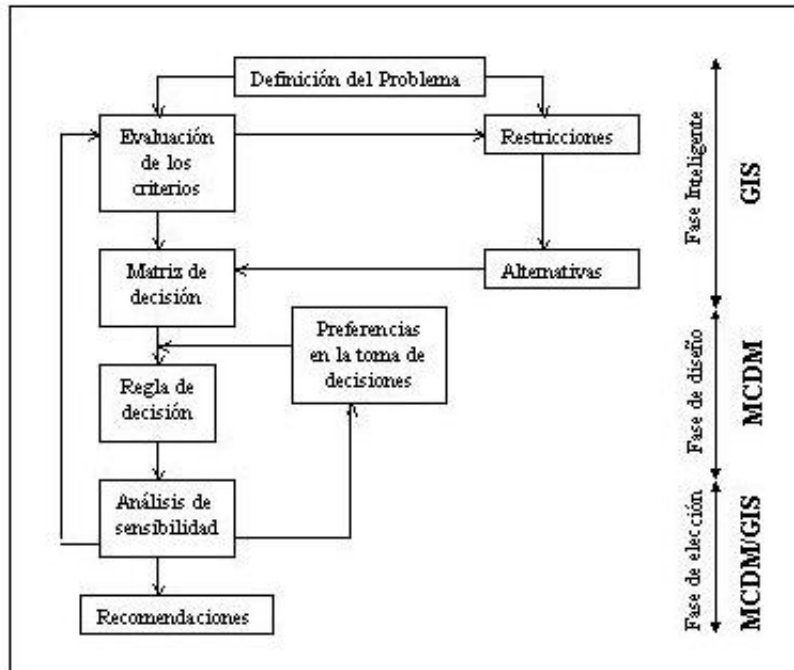 Definición del Problema
Evaluación
de los
criterios
Restricciones
Matriz de
decisión
Alternativas
Preferencias
en la toma de
decisiones
Regla de
decisión
Análisis de
sensibilidad
Recomendaciones
Fase Inteligente
GIS
Fase de diseño
MCDM
Fase de elección
MCDM/GIS